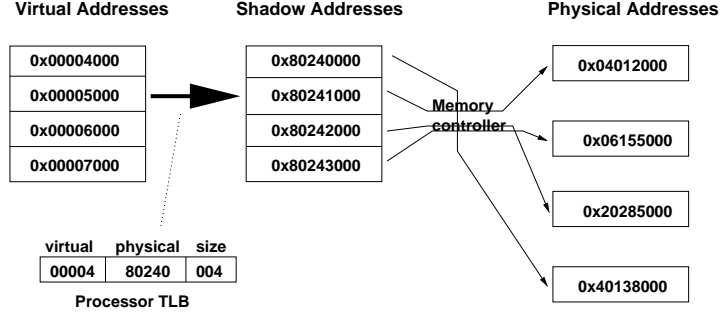 Virtual Addresses Shadow Addresses Physical Addresses
0x00004000 0x80240000 0x04012000
0x00005000 0x80241000
Memory
controller
0x00006000 0x80242000 0x06155000
0x00007000 0x80243000
0x20285000
virtual physical size
00004 80240 004
0x40138000
Processor TLB